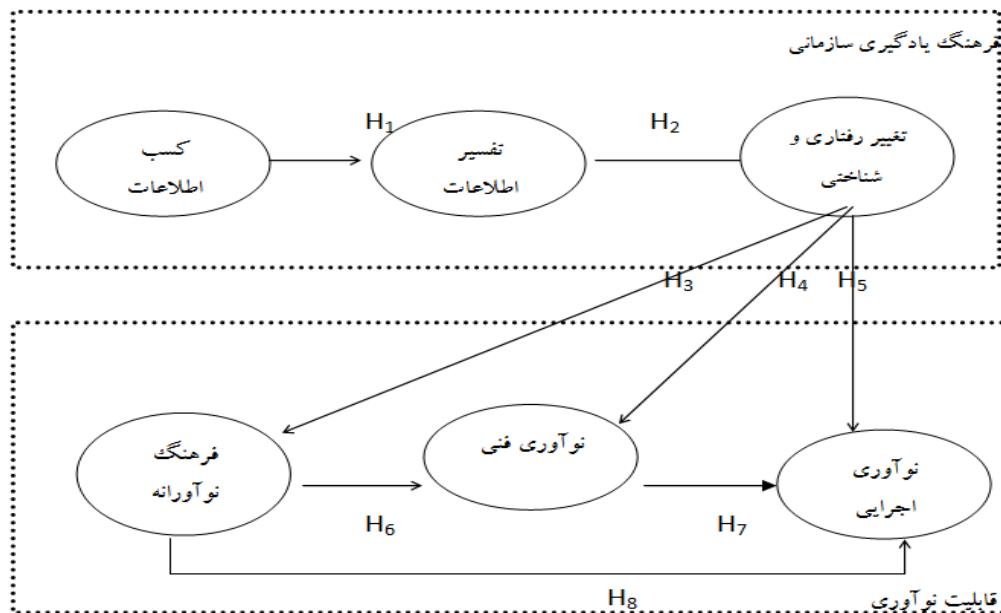 فرهنگ یادگیری سازمانی
H1
H2
کسب
اطلاعات
تفسیر
اطلاعات
تغییر رفتاری و
شناختی
H3
H4
H5
فرهنگ
نوآورانه
نوآوری فنی
نوآوری
اجرایی
H6
H7
H8
قابلیت نوآوری